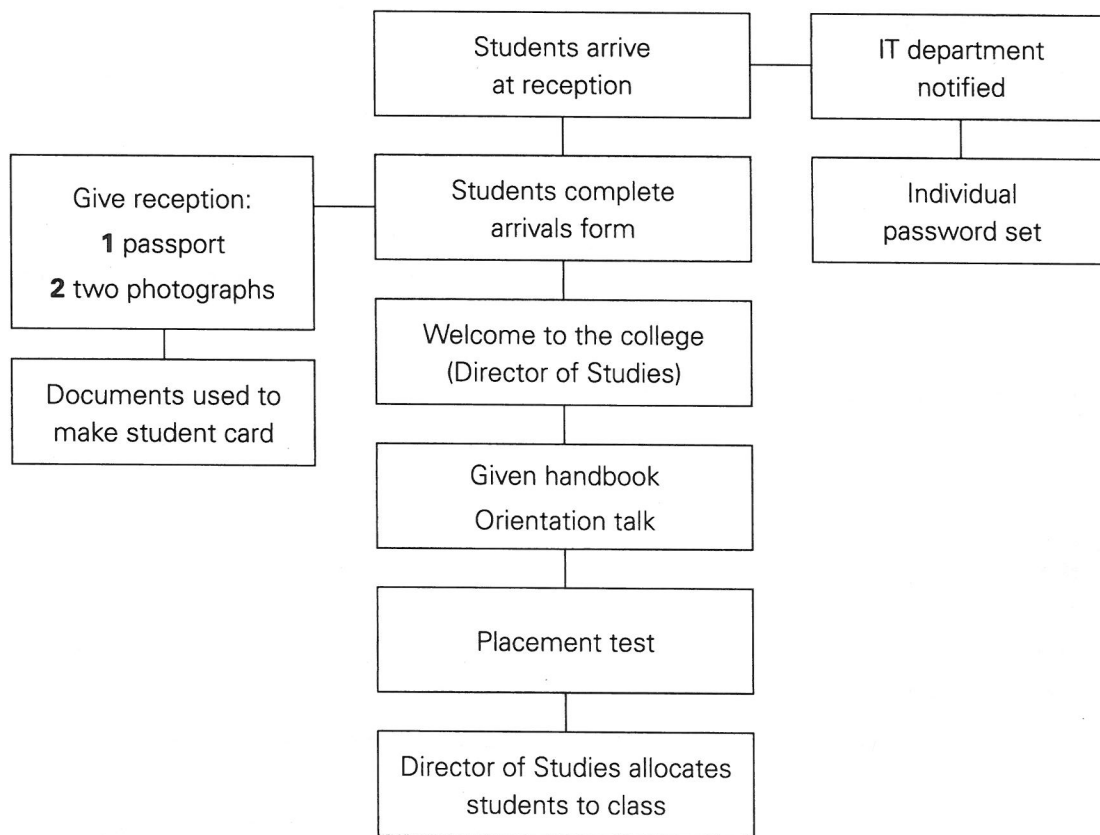 Students arrive
at reception
IT department
notified
Give reception:
1 passport
2 two photographs
Students complete
arrivals form
Individual
password set
Documents used to
make student card
Welcome to the college
(Director of Studies)
Given handbook
Orientation talk
Placement test
Director of Studies allocates
students to class